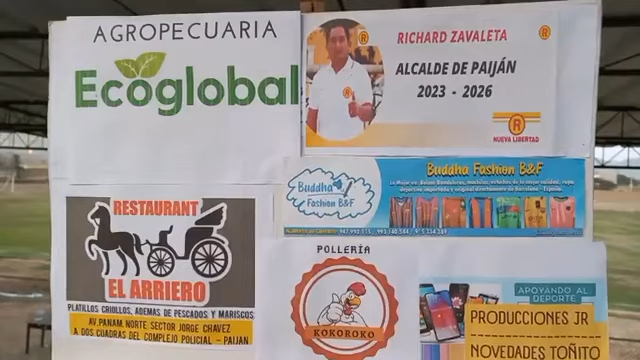 AGROPECUARIA
Ecoglobal
RICHARD ZAVALETA
ALCALDE DE PAIJÁN
2023 - 2026
R
R
R
NUEVA LIBERTAD
Buddha Fashion B&F
Buddha
Fashion B&F
RESTAURANT
EL ARRIERO
PLATILLOS CRIOLLOS, ADEMAS DE PESCADOS Y MARISCOS
AV. PANAM. NORTE. SECTOR JORGE CHAVEZ
A DOS CUADRAS DEL COMPLEJO POLICIAL - PAIJAN
POLLERÍA
KOKOROKO
APOYANDO AL
DEPORTE
PRODUCCIONES JR
NOVEDADES TOÑITO